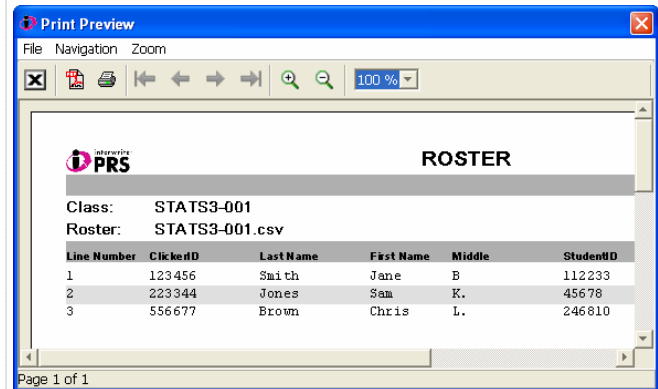 Print Preview
File Navigation Zoom
100 %
interwrite
PRS ROSTER
Class: STATS3-001
Roster: STATS3-001.csv
Line Number ClickerID Last Name First Name Middle StudentID
1 123456 Smith Jane B 112233
2 223344 Jones Sam K. 45678
3 556677 Brown Chris L. 246810
Page 1 of 1